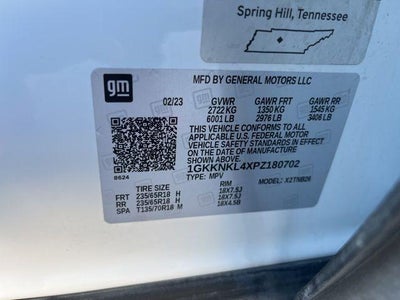 Spring Hill, Tennessee
gm
MFD BY GENERAL MOTORS LLC
02/23 GVWR GAWR FRT GAWR RR
2722 KG 1350 KG 1545 KG
6001 LB 2976 LB 3406 LB
THIS VEHICLE CONFORMS TO ALL APPLICABLE
U.S. FEDERAL MOTOR
VEHICLE SAFETY STANDARDS IN EFFECT ON
THE DATE OF MANUFACTURE SHOWN ABOVE.
1GKKNKL4XPZ180702
8624 TYPE: MPV MODEL: X2TNB26
RIM
FRT 235/65R18 H 18X7.5J
RR 235/65R18 H 18X7.5J
SPA T135/70R18 M 18X4.5B